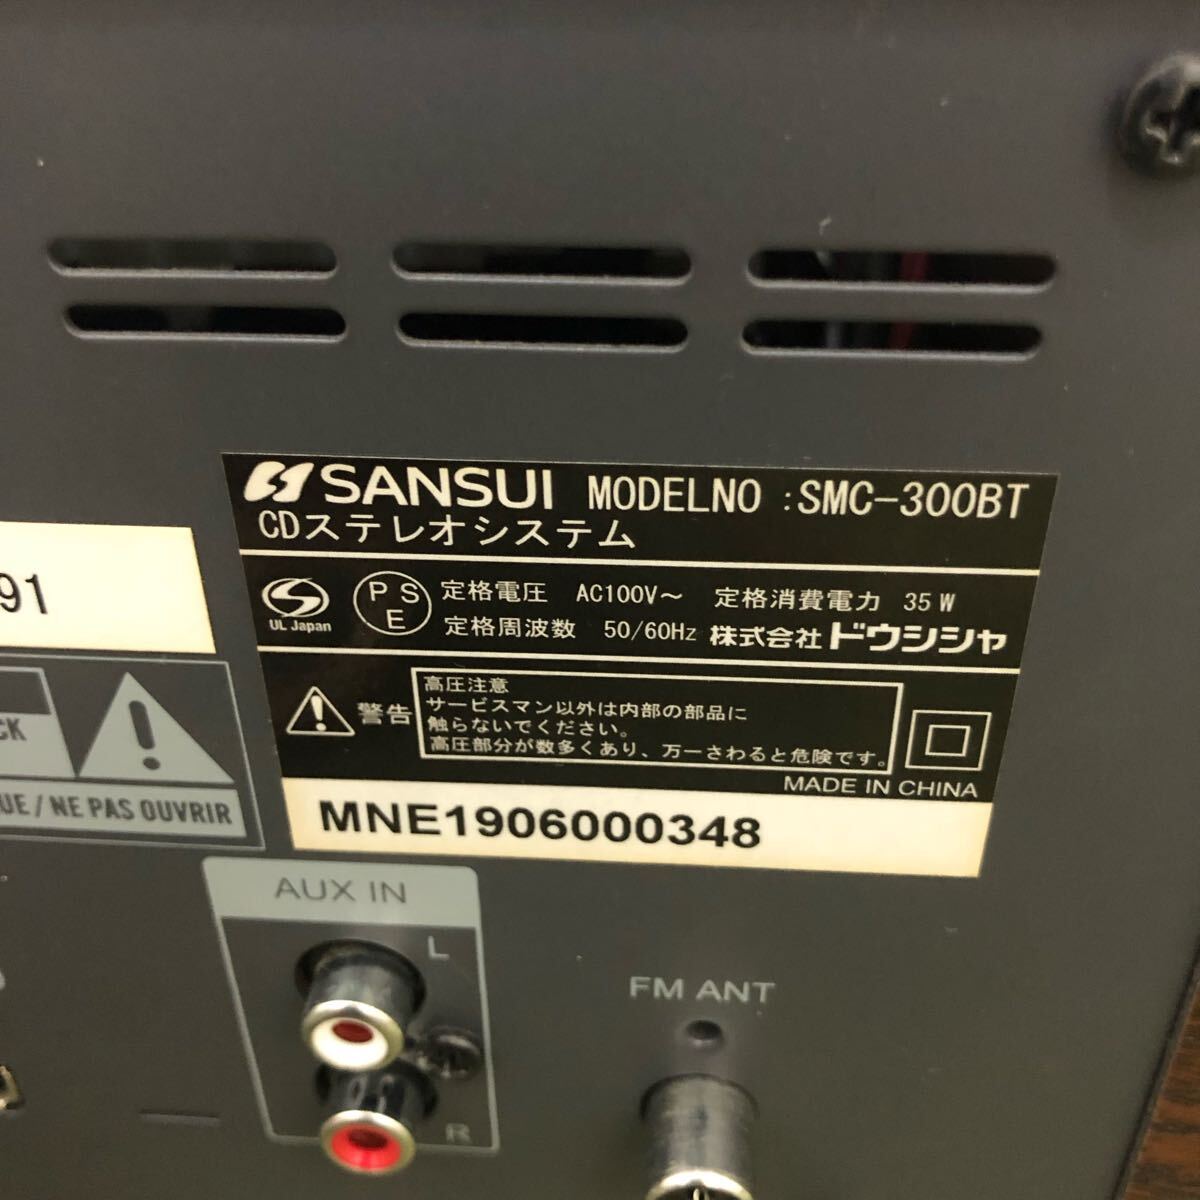 SANSUI MODELNO :SMC-300BT
CDステレオシステム
91
UL Japan
PSE
定格電圧 AC100V～ 定格消費電力 35W
定格周波数 50/60Hz 株式会社ドウシシャ
警告
高圧注意
サービスマン以外は内部の部品に
触らないでください。
高圧部分が数多くあり、万一さわると危険です。
MADE IN CHINA
MNE1906000348
CK
UE / NE PAS OUVRIR
AUX IN
L
R
FM ANT